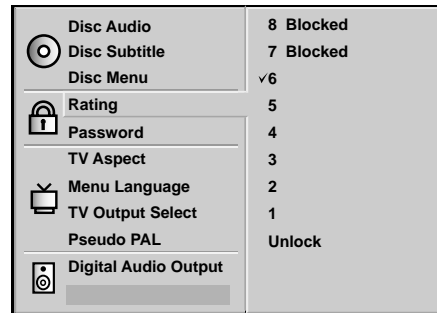 Disc Audio
Disc Subtitle
Disc Menu
Rating
Password
TV Aspect
Menu Language
TV Output Select
Pseudo PAL
Digital Audio Output
8 Blocked
7 Blocked
✓6
5
4
3
2
1
Unlock